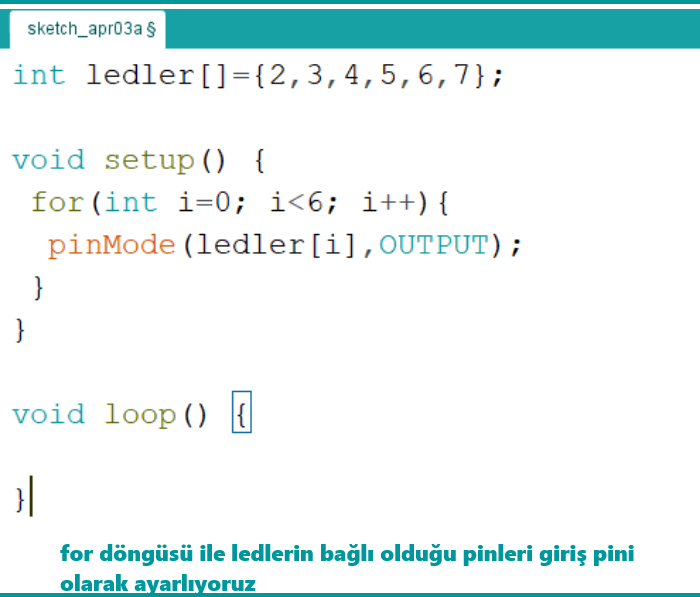 sketch_apr03a §
int ledler[]={2,3,4,5,6,7};
void setup() {
for(int i=0; i<6; i++){
pinMode(ledler[i],OUTPUT);
}
}
void loop() {
}
for döngüsü ile ledlerin bağlı olduğu pinleri giriş pini
olarak ayarlıyoruz